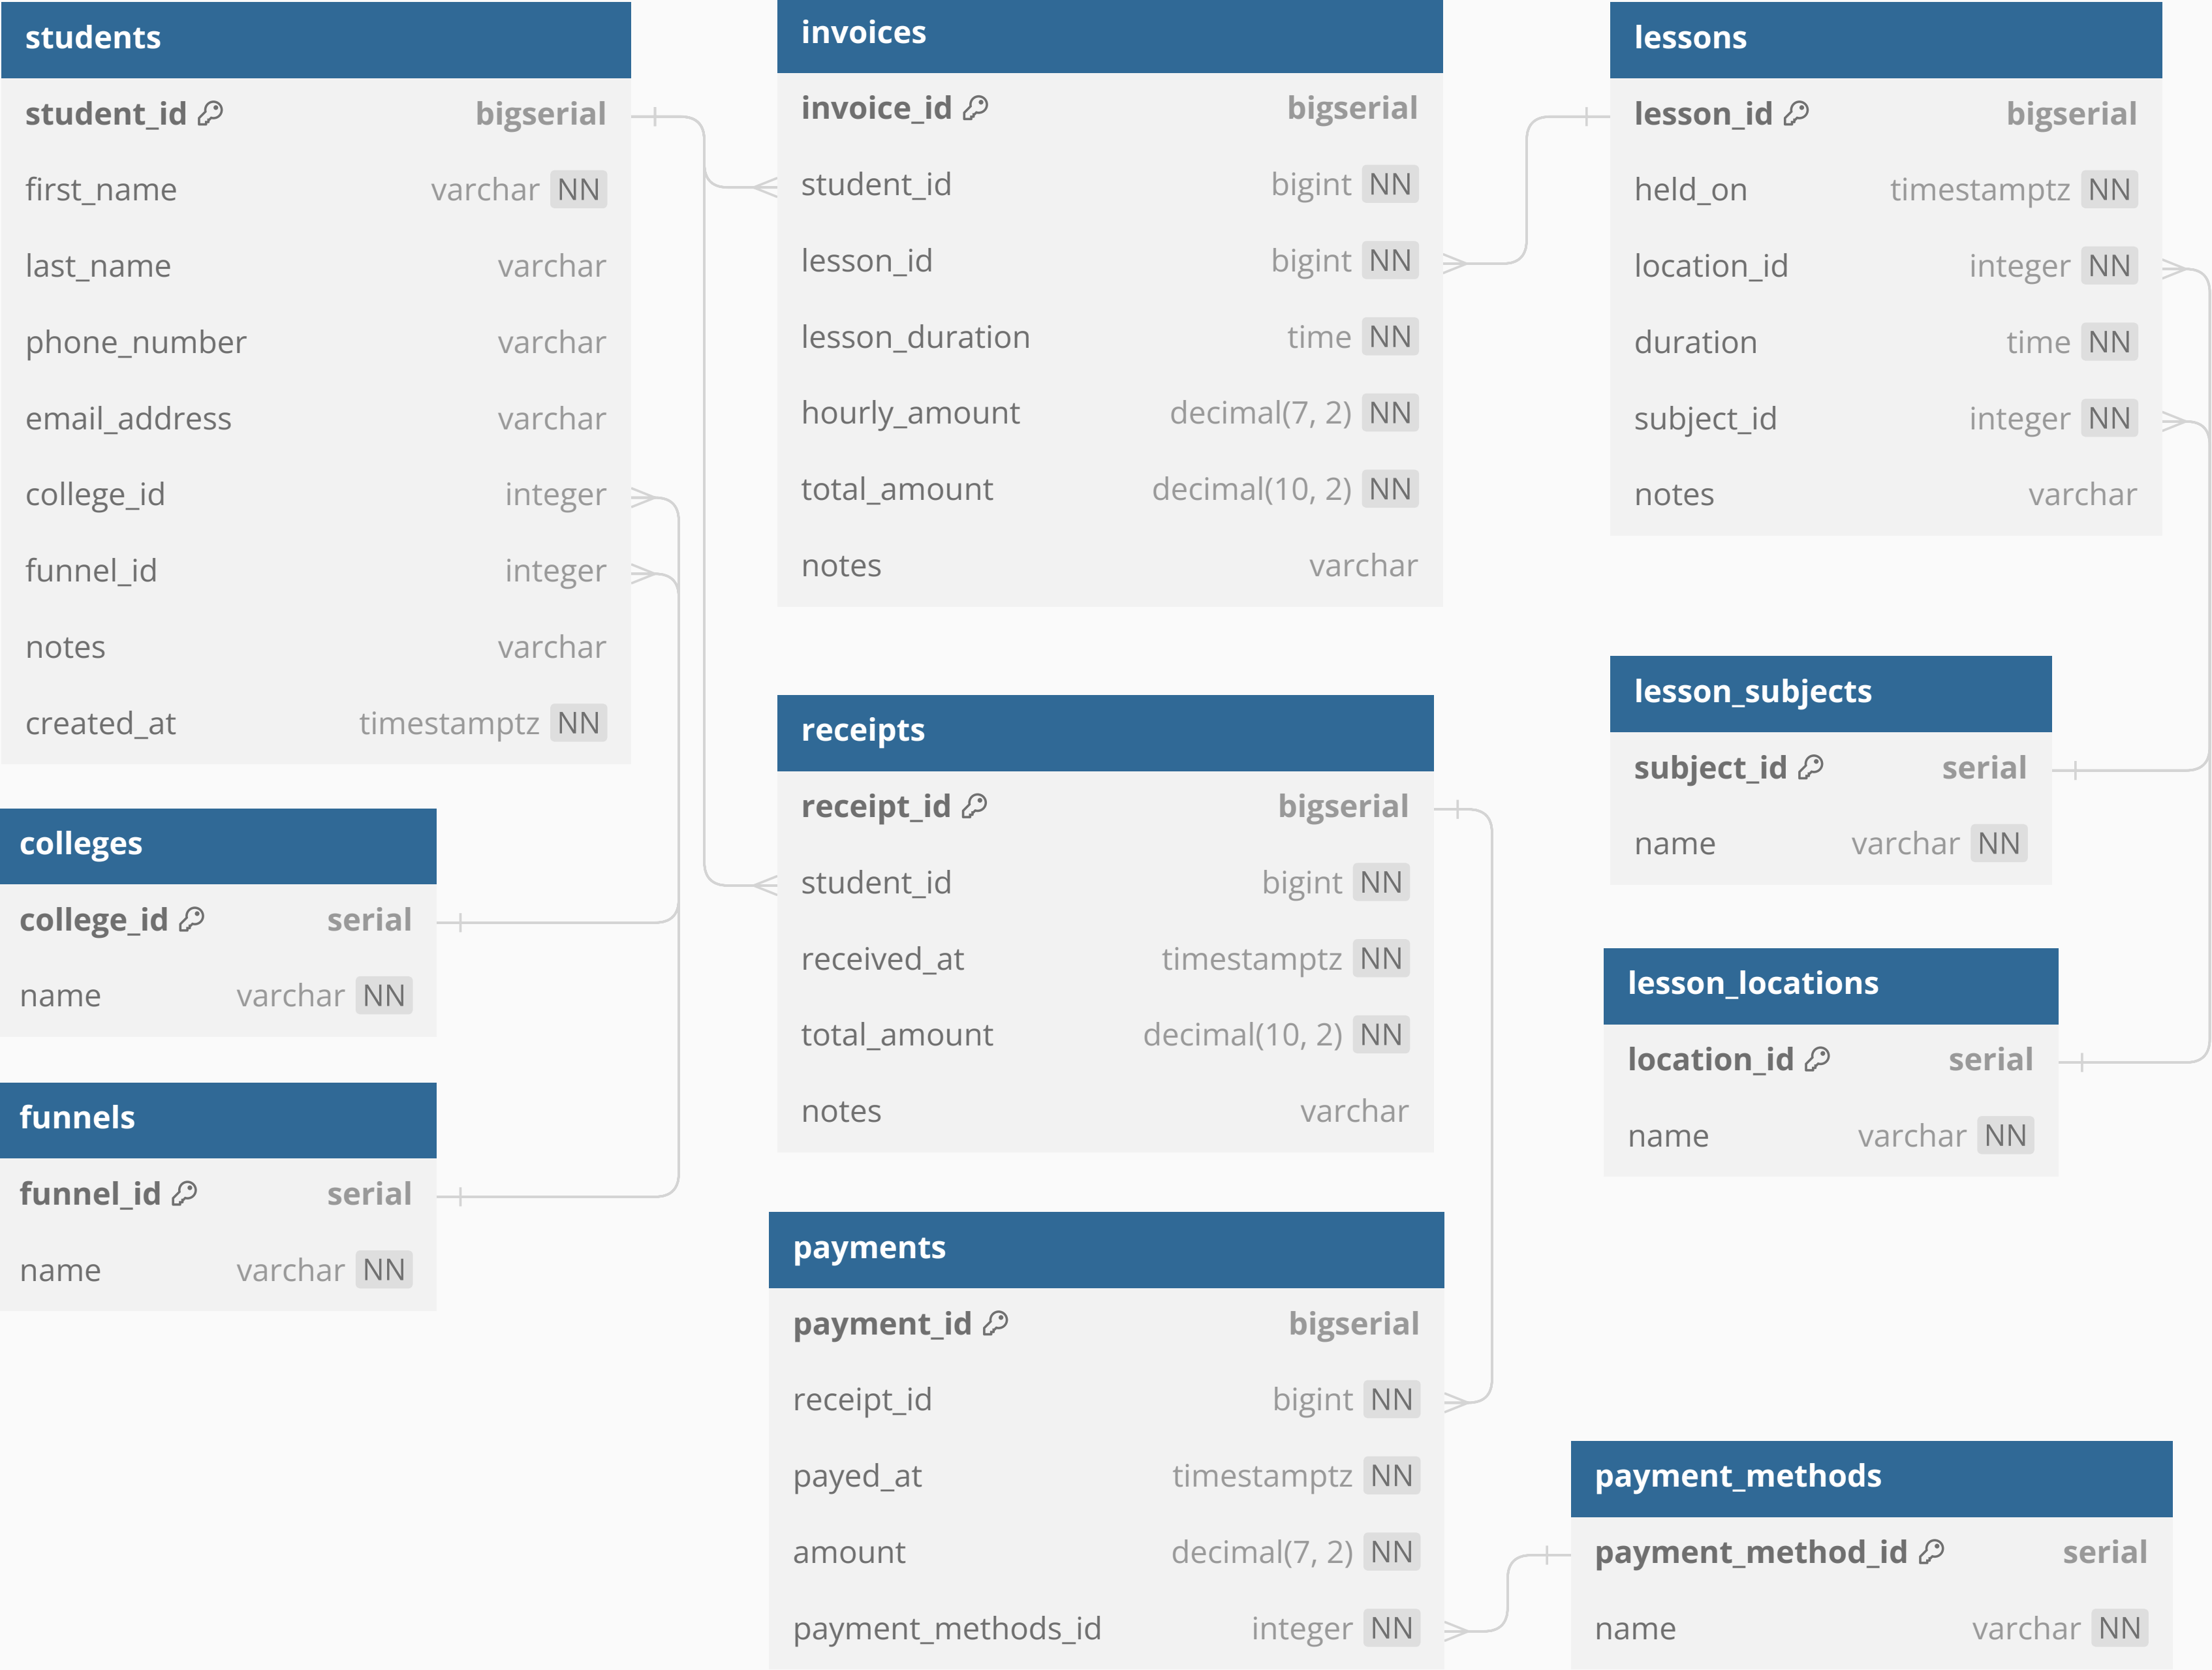 students
student_id bigserial
first_name varchar NN
last_name varchar
phone_number varchar
email_address varchar
college_id integer
funnel_id integer
notes varchar
created_at timestamptz NN
colleges
college_id serial
name varchar NN
funnels
funnel_id serial
name varchar NN
invoices
invoice_id bigserial
student_id bigint NN
lesson_id bigint NN
lesson_duration time NN
hourly_amount decimal(7, 2) NN
total_amount decimal(10, 2) NN
notes varchar
receipts
receipt_id bigserial
student_id bigint NN
received_at timestamptz NN
total_amount decimal(10, 2) NN
notes varchar
payments
payment_id bigserial
receipt_id bigint NN
payed_at timestamptz NN
amount decimal(7, 2) NN
payment_methods_id integer NN
lessons
lesson_id bigserial
held_on timestamptz NN
location_id integer NN
duration time NN
subject_id integer NN
notes varchar
lesson_subjects
subject_id serial
name varchar NN
lesson_locations
location_id serial
name varchar NN
payment_methods
payment_method_id serial
name varchar NN